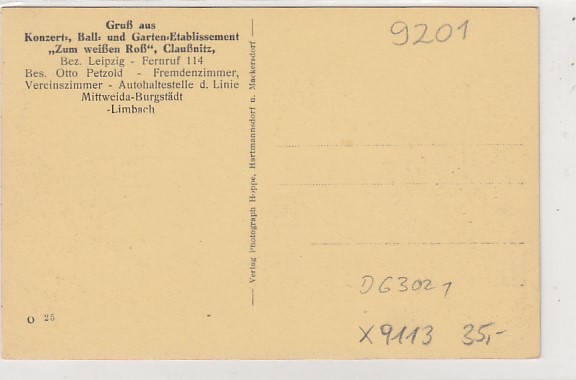 Gruß aus
Konzert-, Ball- und Garten-Etablissement
„Zum weißen Roß“, Claußnitz,
Bez. Leipzig - Fernruf 114
Bes. Otto Petzold - Fremdenzimmer,
Vereinszimmer - Autohaltestelle d. Linie
Mittweida-Burgstädt
-Limbach
O 25
Verlag Photograph Hoppe, Hartmannsdorf u. Mackersdorf
9201
DG3021
X9113 35,-